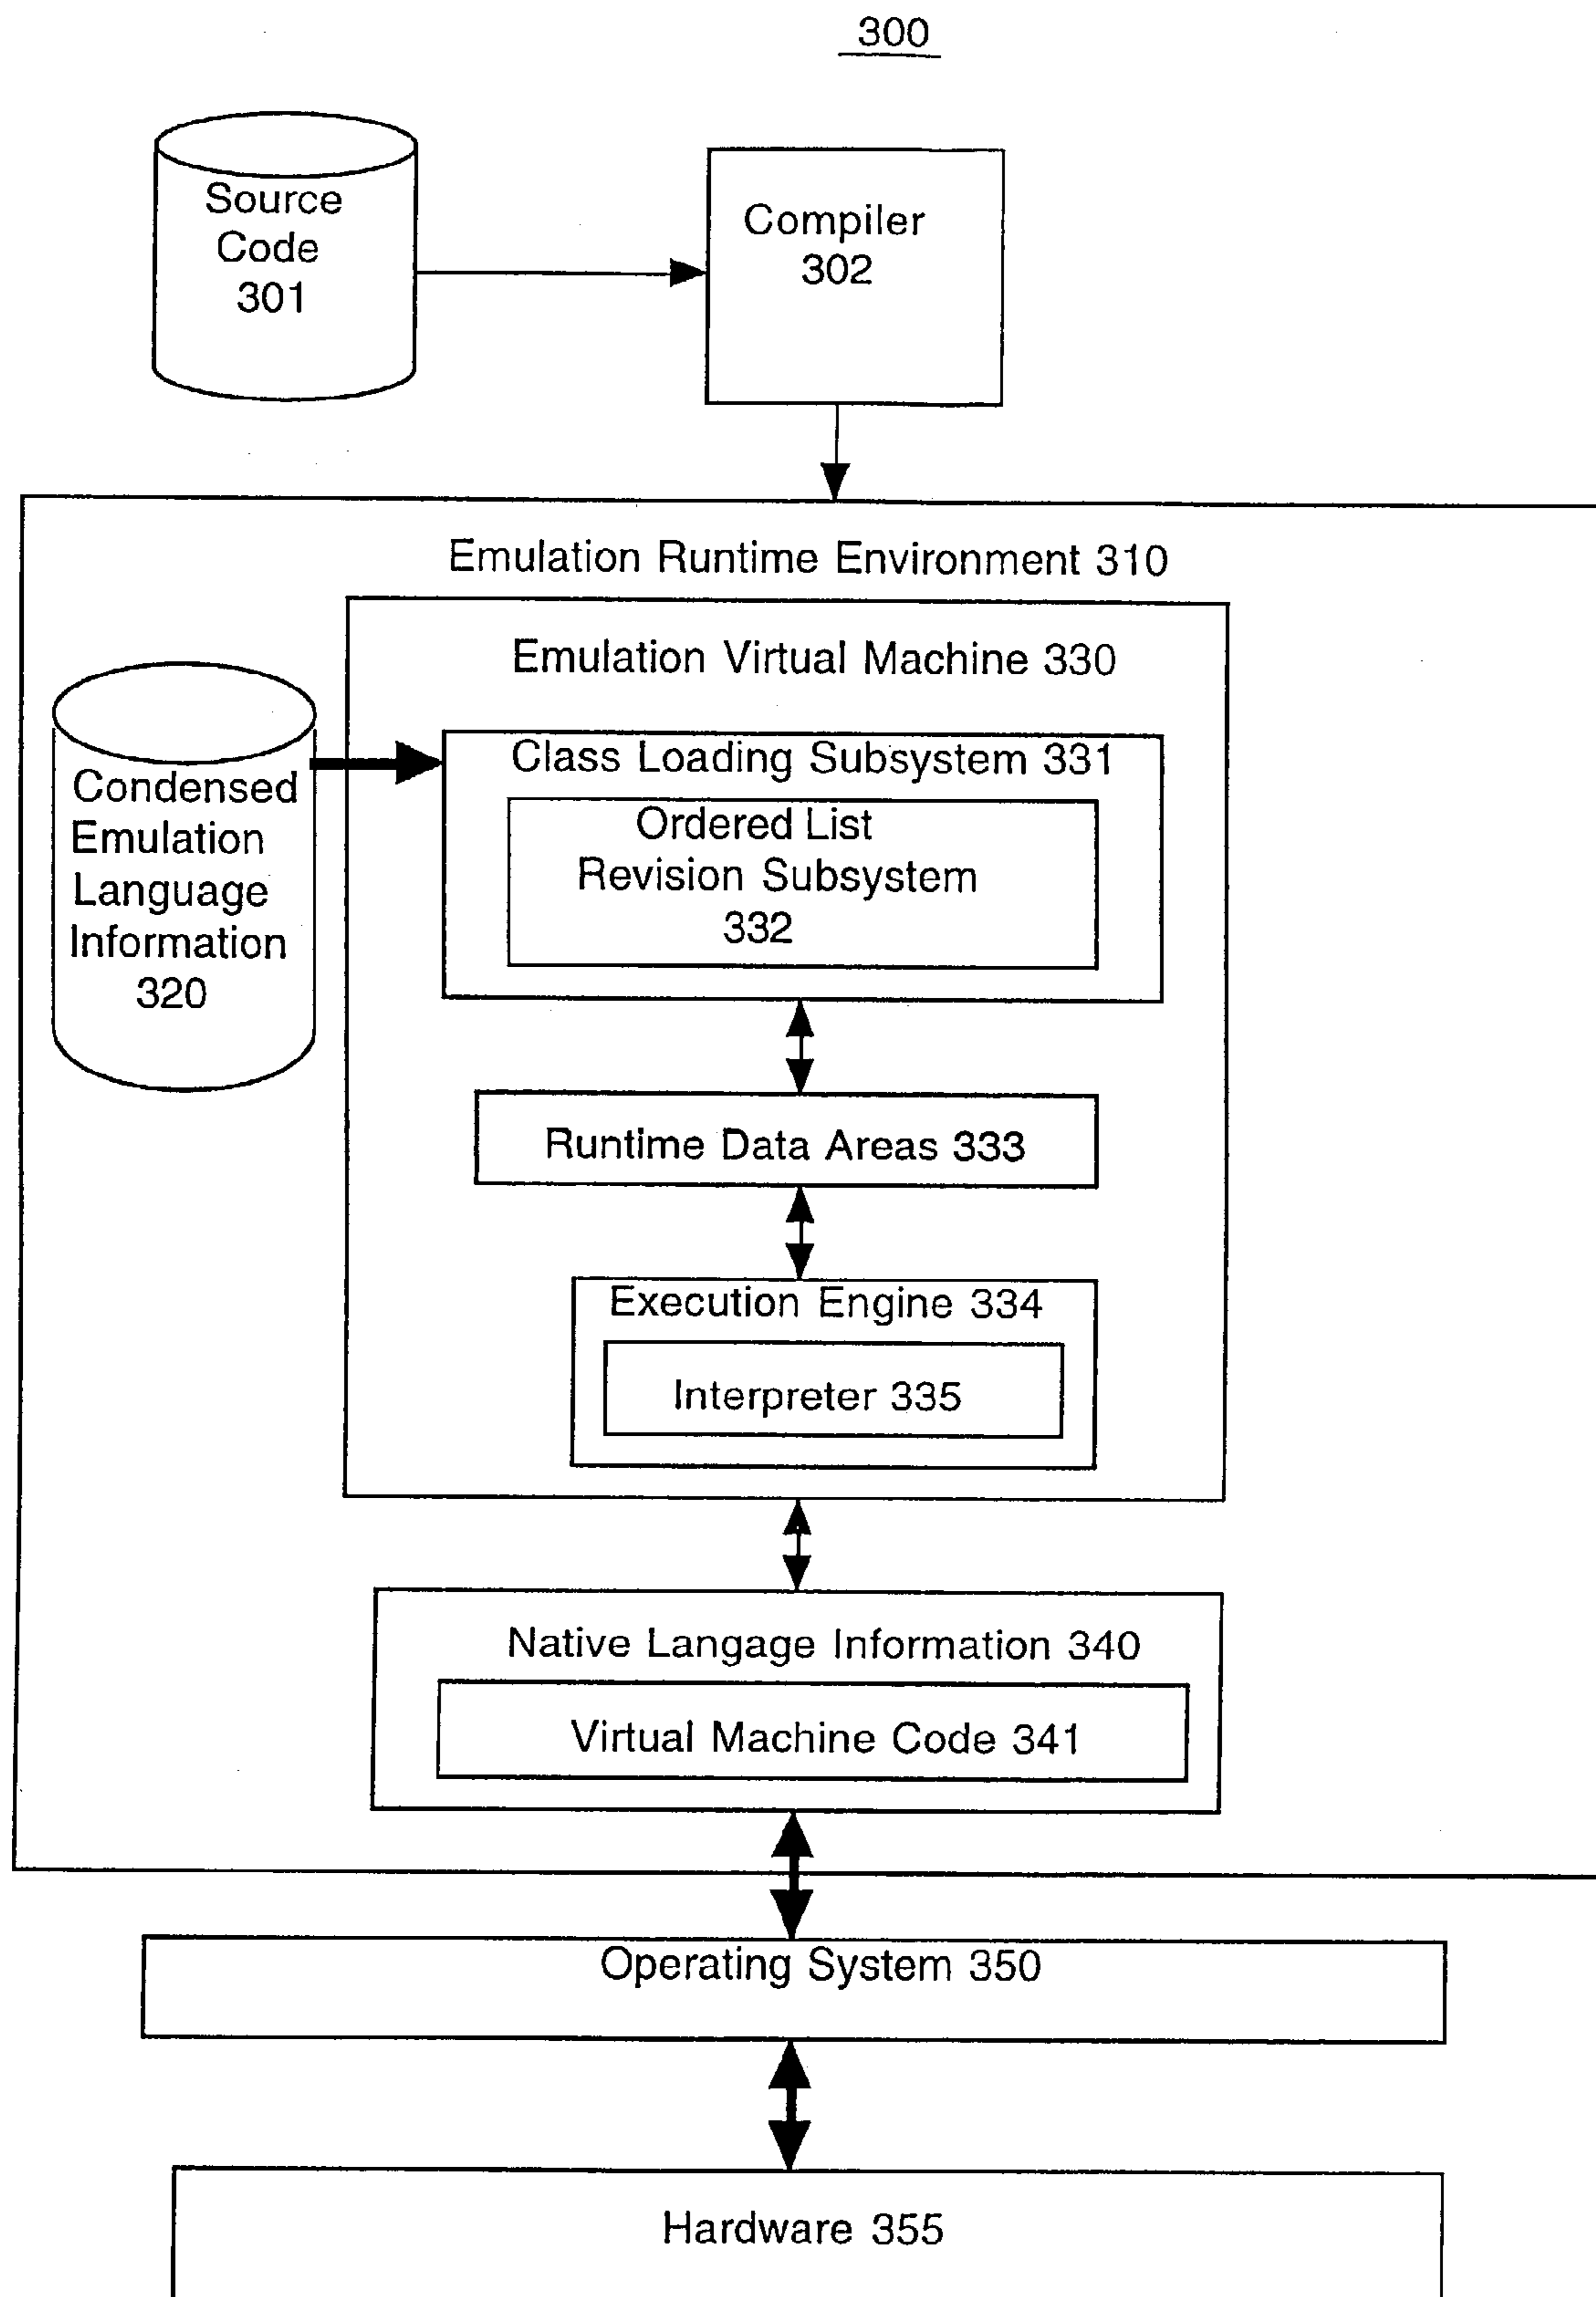 300
Source
Code
301
Compiler
302
Emulation Runtime Environment 310
Emulation Virtual Machine 330
Class Loading Subsystem 331
Ordered List
Revision Subsystem
332
Condensed
Emulation
Language
Information
320
Runtime Data Areas 333
Execution Engine 334
Interpreter 335
Native Langage Information 340
Virtual Machine Code 341
Operating System 350
Hardware 355